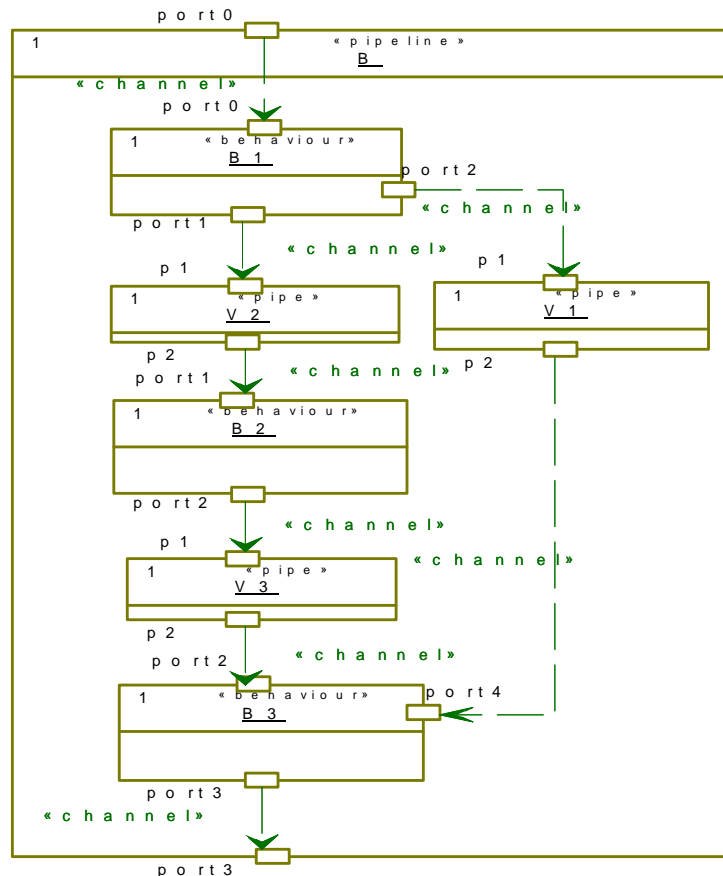 port0
1 «pipeline»
B
«channel»
port0
1 «behaviour»
B1
port2
«channel»
port1
«channel»
p1
p1
1 «pipe»
V2
1 «pipe»
V1
p2
p2
«channel»
port1
1 «behaviour»
B2
port2
«channel»
p1
«channel»
1 «pipe»
V3
p2
«channel»
port2
1 «behaviour»
B3
port4
port3
«channel»
port3